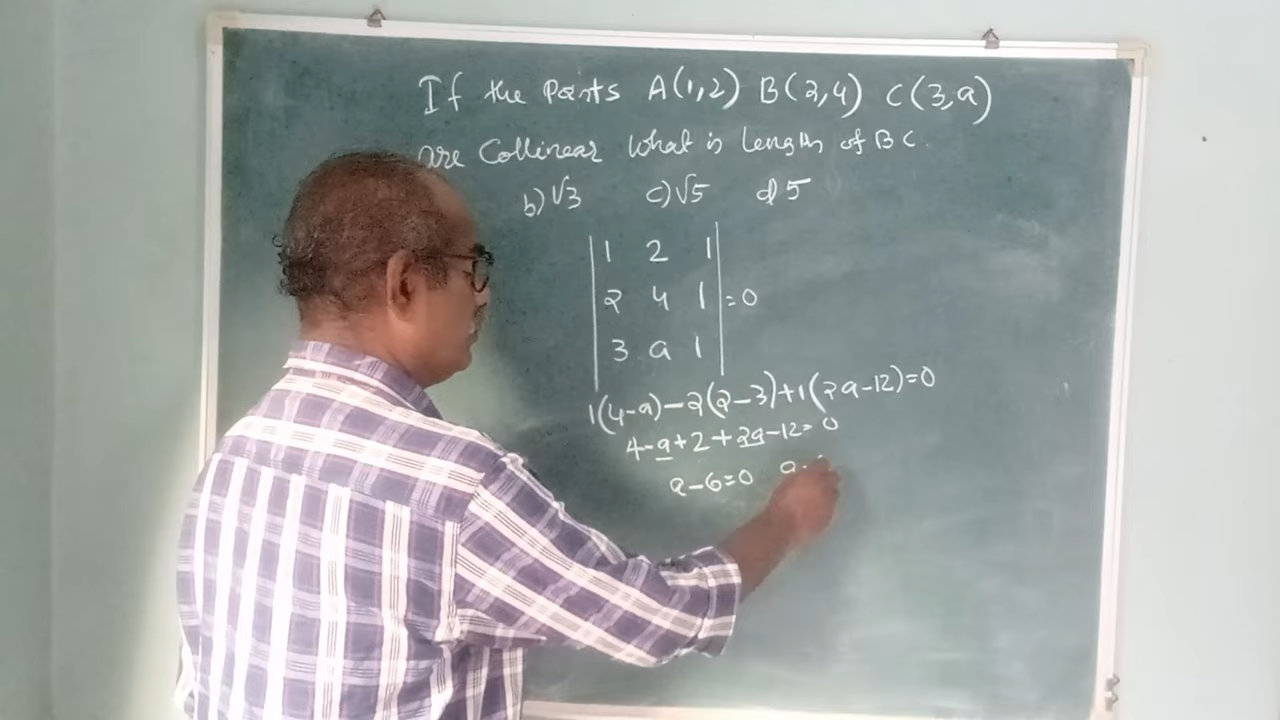 If the Points A(1,2) B(2,4) C(3,a)
are Collinear What is length of BC.
b) √3 c) √5 d) 5
| 1 2 1 |
| 2 4 1 | = 0
| 3 a 1 |
1(4-a)-2(2-3)+1(2a-12)=0
4-a+2+2a-12=0
a-6=0 a